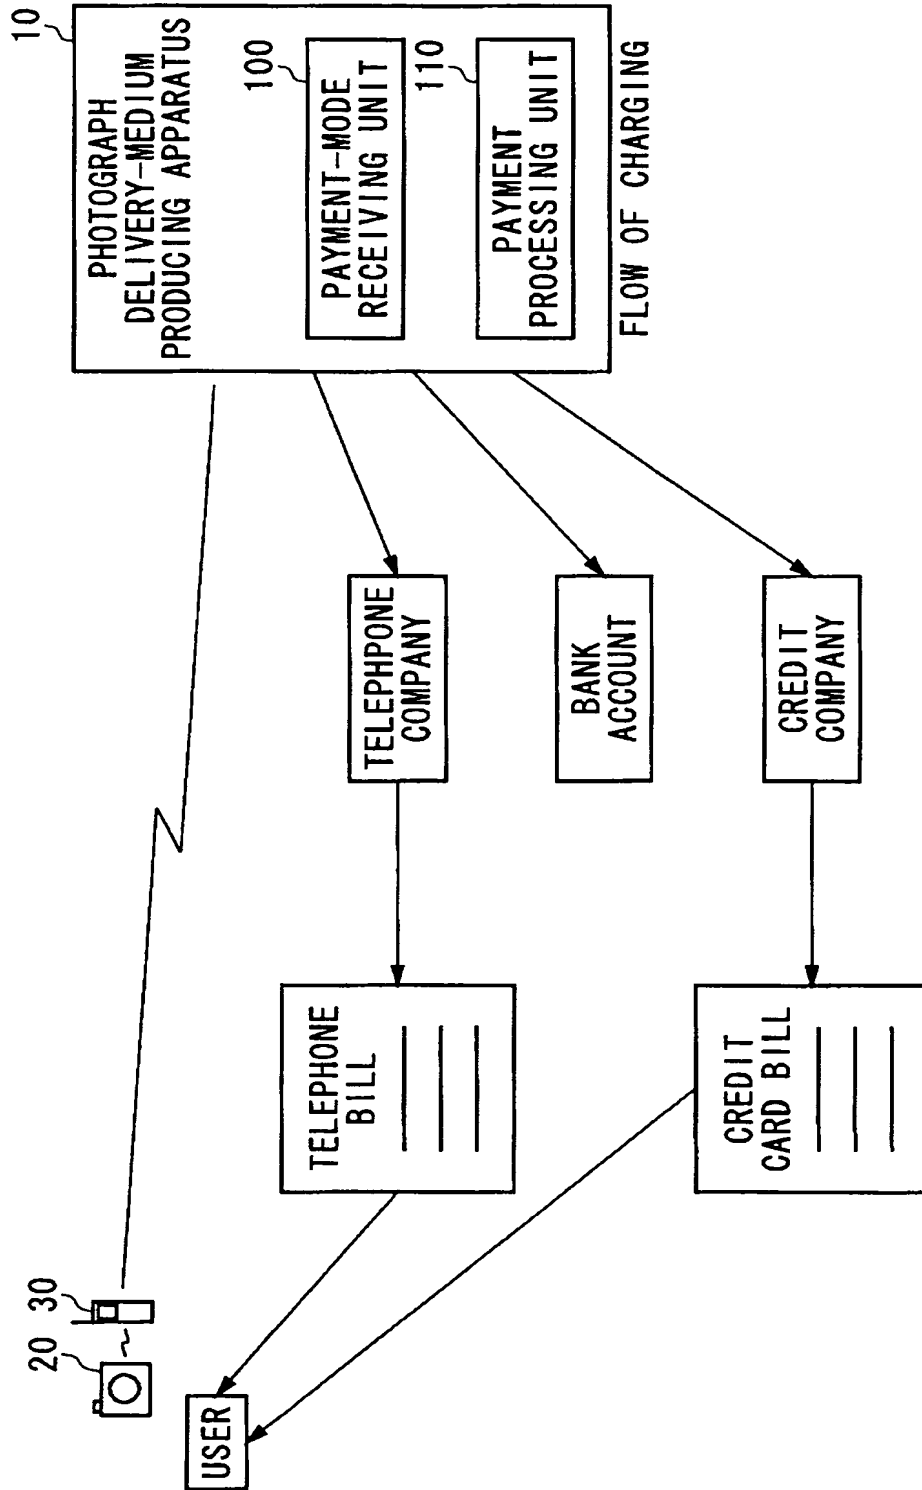 20
30
10
PHOTOGRAPH
DELIVERY-MEDIUM
PRODUCING APPARATUS
100
PAYMENT-MODE
RECEIVING UNIT
110
PAYMENT
PROCESSING UNIT
FLOW OF CHARGING
USER
TELEPHONE
BILL
TELEHPONE
COMPANY
BANK
ACCOUNT
CREDIT
CARD BILL
CREDIT
COMPANY